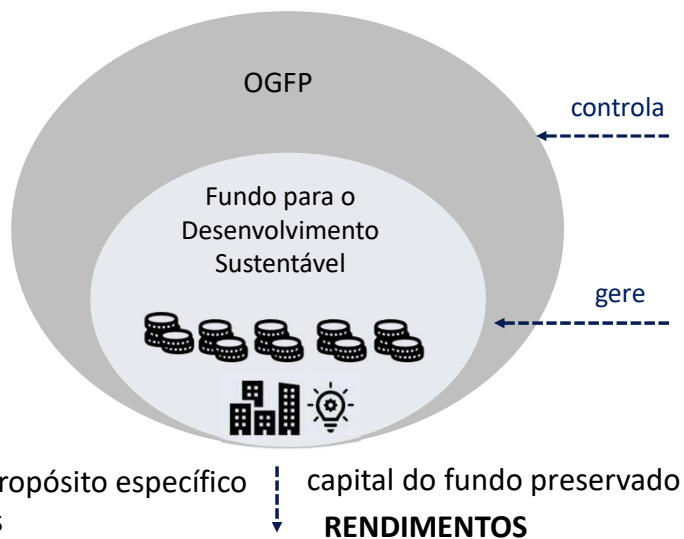 OGFP
controla
Fundo para o
Desenvolvimento
Sustentável
gere
ropósito específico
capital do fundo preservado
s
RENDIMENTOS